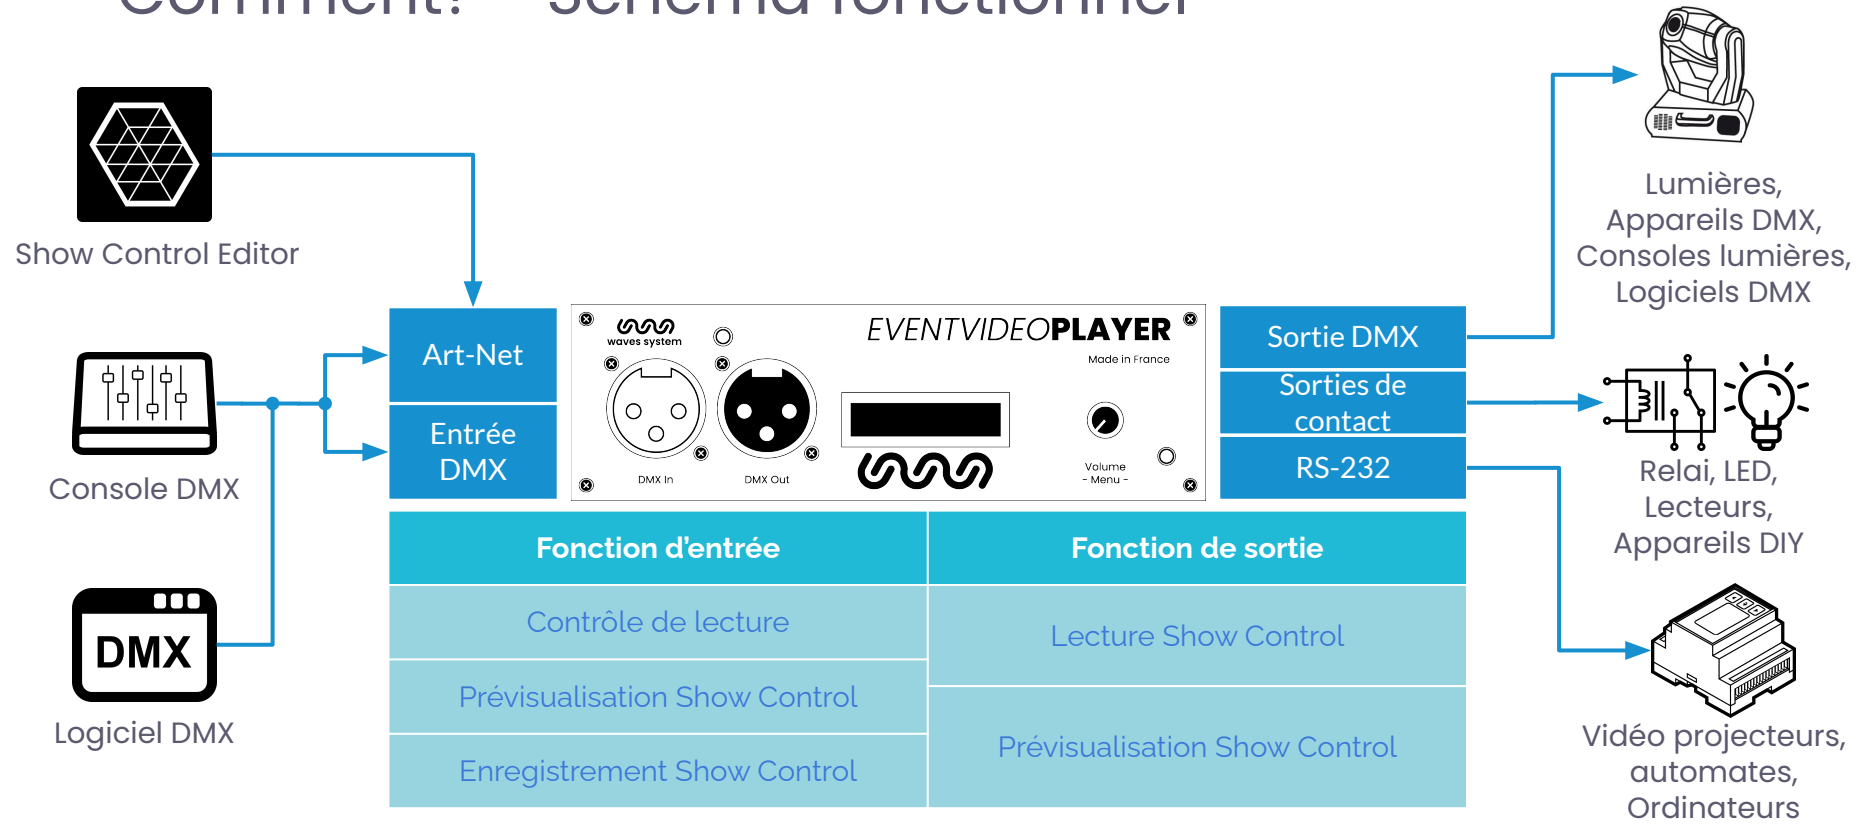 Comment? - Schéma fonctionnel
Show Control Editor
Console DMX
DMX
Logiciel DMX
Art-Net
Entrée
DMX
waves system
EVENTVIDEOPLAYER
Made in France
DMX In
DMX Out
Volume
- Menu -
Sortie DMX
Sorties de
contact
RS-232
Fonction d'entrée
Fonction de sortie
Contrôle de lecture
Prévisualisation Show Control
Enregistrement Show Control
Lecture Show Control
Prévisualisation Show Control
Lumières,
Appareils DMX,
Consoles lumières,
Logiciels DMX
Relai, LED,
Lecteurs,
Appareils DIY
Vidéo projecteurs,
automates,
Ordinateurs